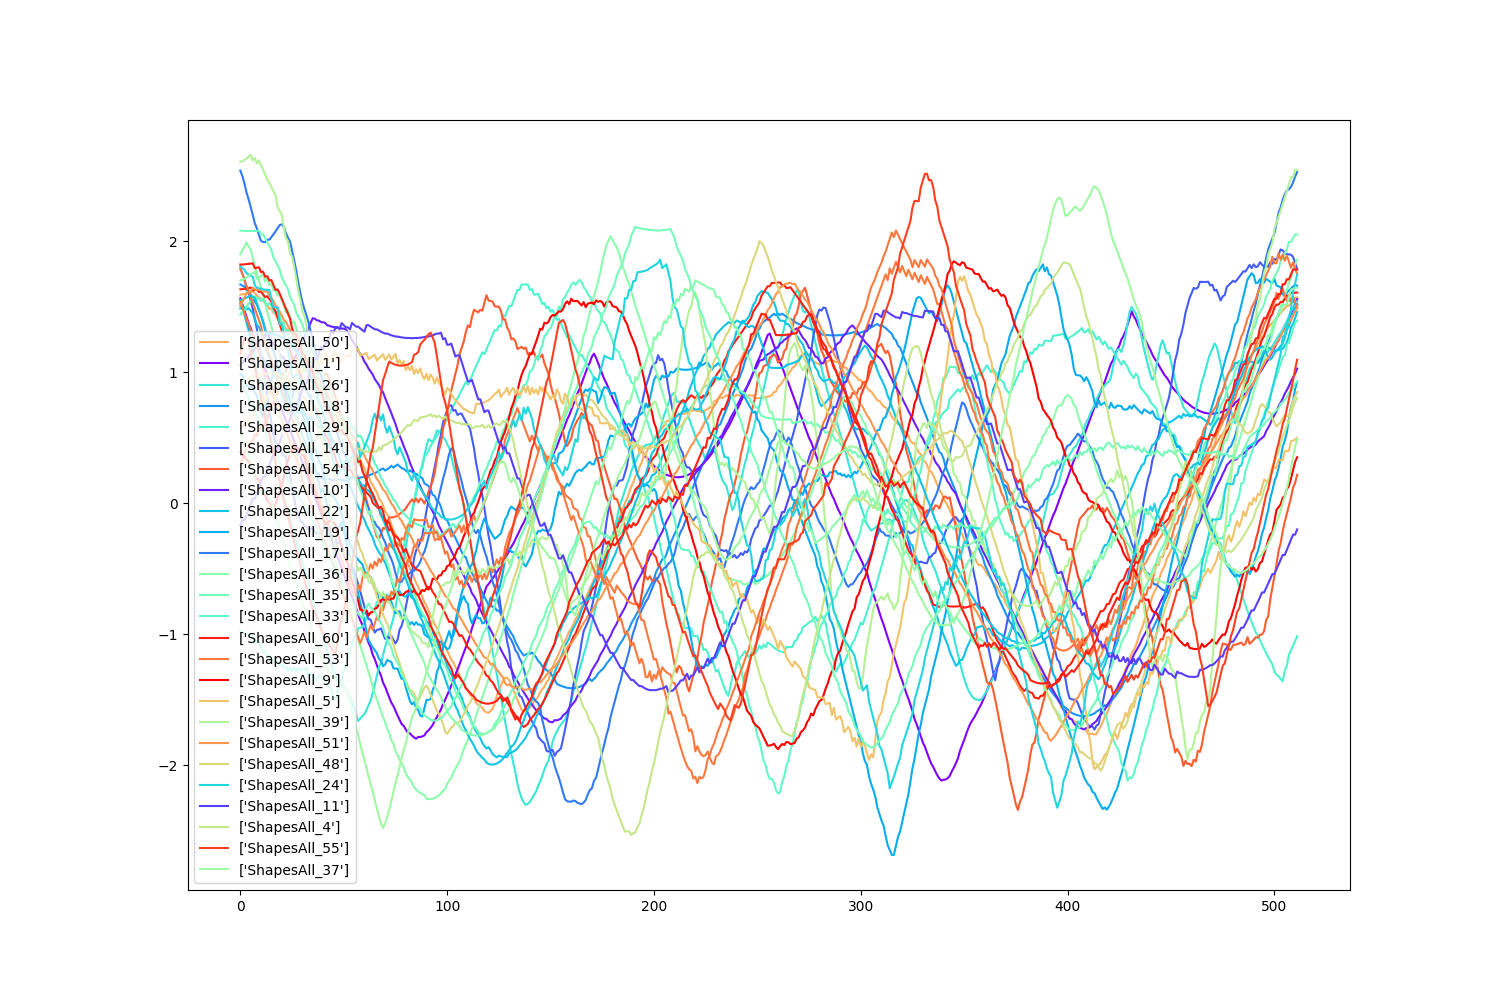 2
1
0
−1
−2
['ShapesAll_50']
['ShapesAll_1']
['ShapesAll_26']
['ShapesAll_18']
['ShapesAll_29']
['ShapesAll_14']
['ShapesAll_54']
['ShapesAll_10']
['ShapesAll_22']
['ShapesAll_19']
['ShapesAll_17']
['ShapesAll_36']
['ShapesAll_35']
['ShapesAll_33']
['ShapesAll_60']
['ShapesAll_53']
['ShapesAll_9']
['ShapesAll_5']
['ShapesAll_39']
['ShapesAll_51']
['ShapesAll_48']
['ShapesAll_24']
['ShapesAll_11']
['ShapesAll_4']
['ShapesAll_55']
['ShapesAll_37']
0 100 200 300 400 500